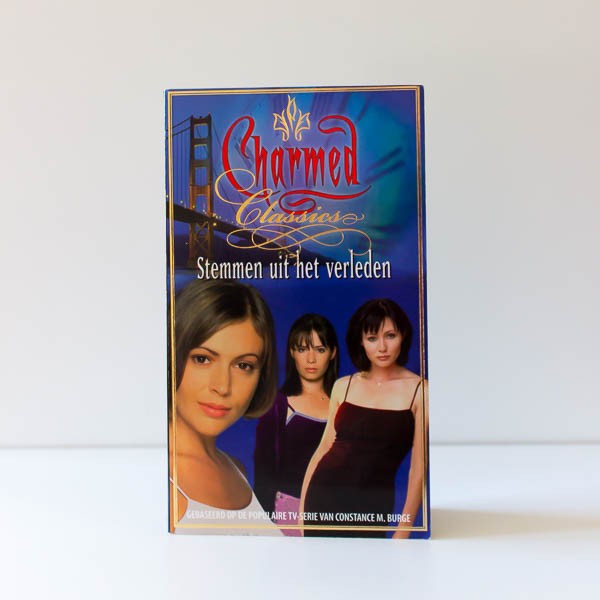 Charmed
Classics
Stemmen uit het verleden
GEBASEERD OP DE POPULAIRE TV-SERIE VAN CONSTANCE M. BURGE